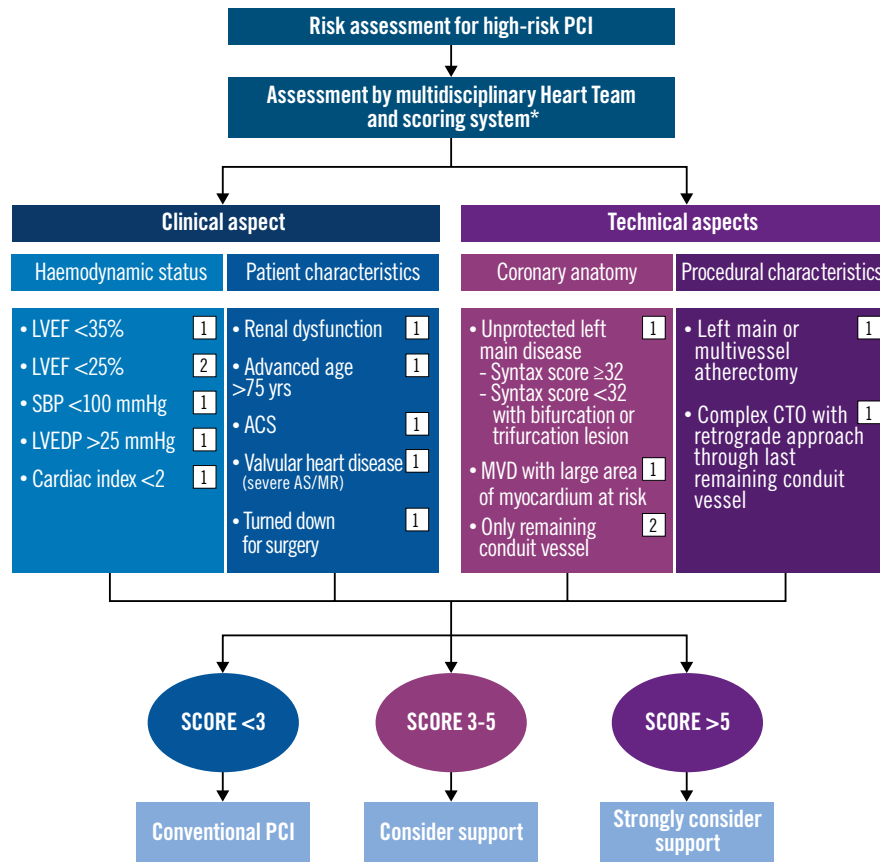 Risk assessment for high-risk PCI
Assessment by multidisciplinary Heart Team
and scoring system*
Clinical aspect
Haemodynamic status
• LVEF <35% 1
• LVEF <25% 2
• SBP <100 mmHg 1
• LVEDP >25 mmHg 1
• Cardiac index <2 1
Patient characteristics
• Renal dysfunction 1
• Advanced age 1
>75 yrs
• ACS 1
• Valvular heart disease 1
(severe AS/MR)
• Turned down 1
for surgery
Technical aspects
Coronary anatomy
• Unprotected left 1
main disease
- Syntax score ≥32
- Syntax score <32
with bifurcation or
trifurcation lesion
• MVD with large area 1
of myocardium at risk
• Only remaining 2
conduit vessel
Procedural characteristics
• Left main or 1
multivessel
atherectomy
• Complex CTO with 1
retrograde approach
through last
remaining conduit
vessel
SCORE <3
SCORE 3-5
SCORE >5
Conventional PCI
Consider support
Strongly consider
support